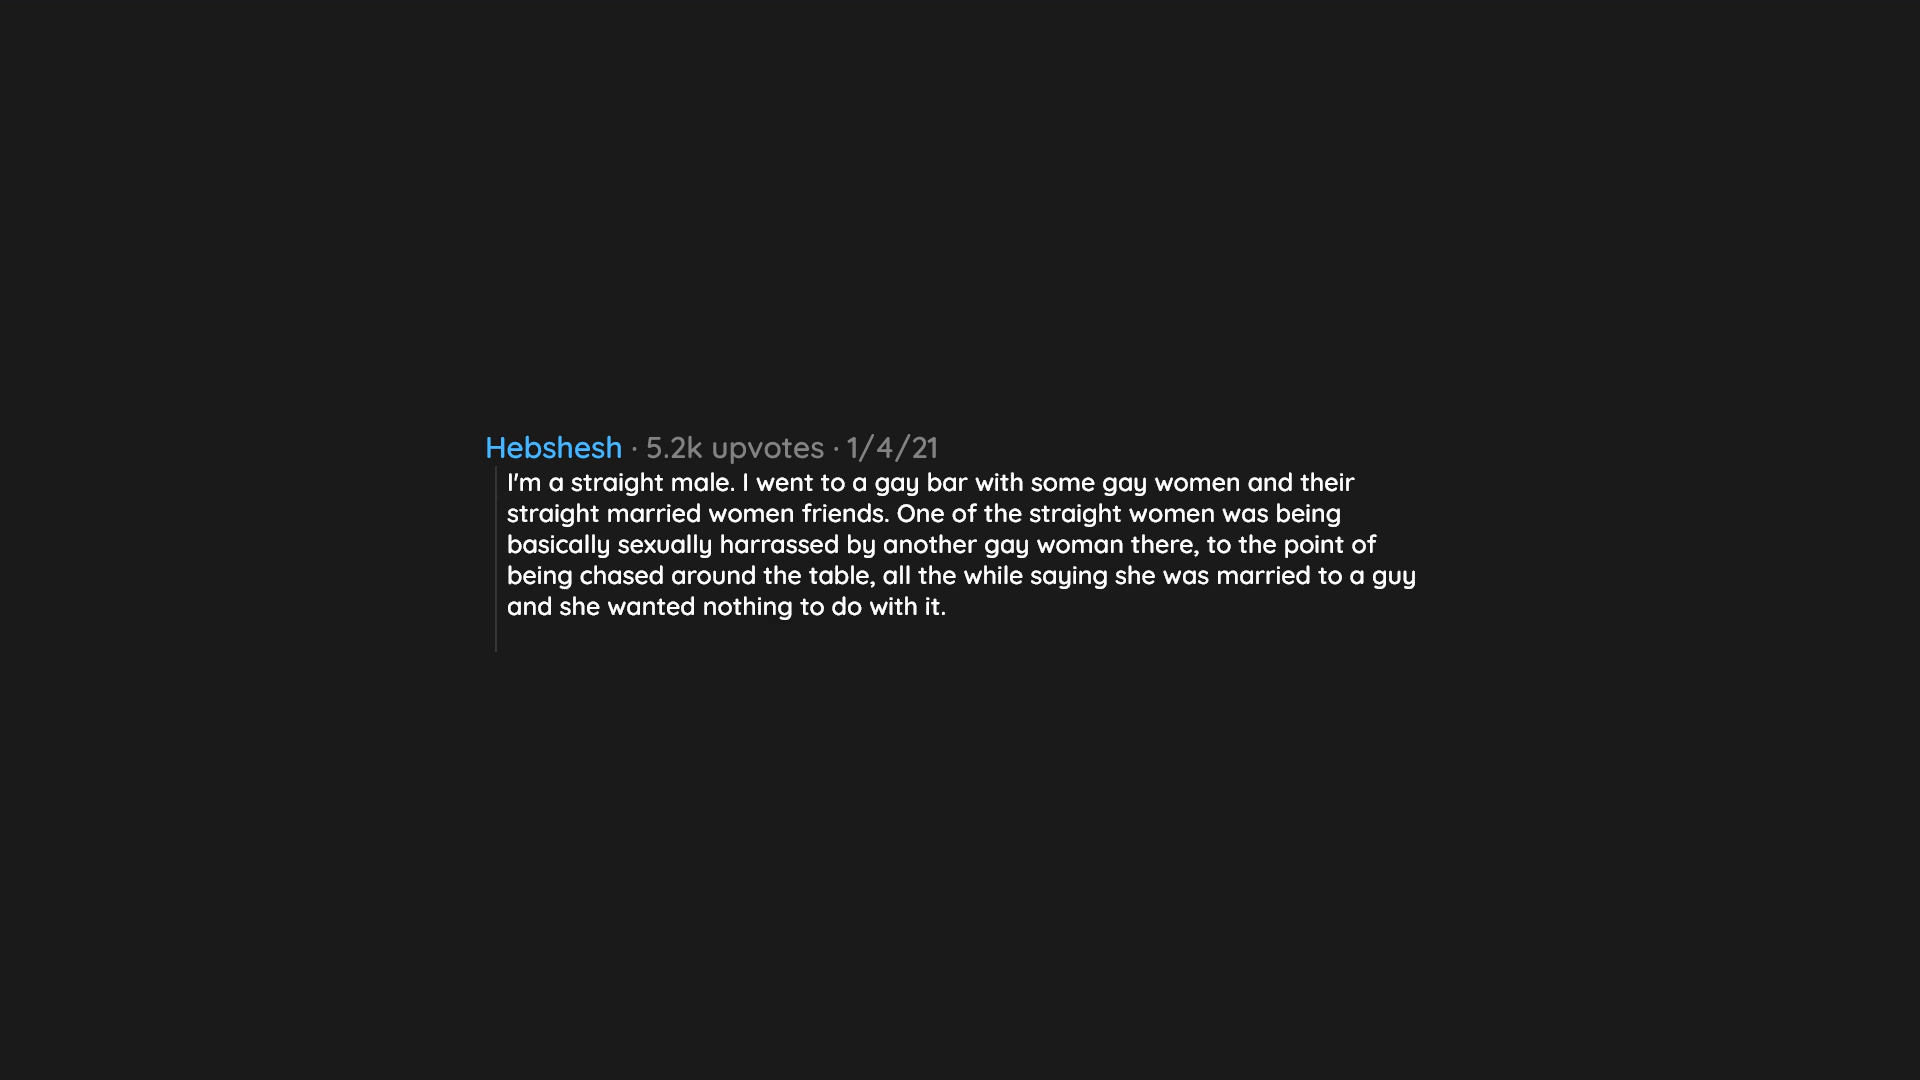 Hebshesh · 5.2k upvotes · 1/4/21
I'm a straight male. I went to a gay bar with some gay women and their
straight married women friends. One of the straight women was being
basically sexually harrassed by another gay woman there, to the point of
being chased around the table, all the while saying she was married to a guy
and she wanted nothing to do with it.